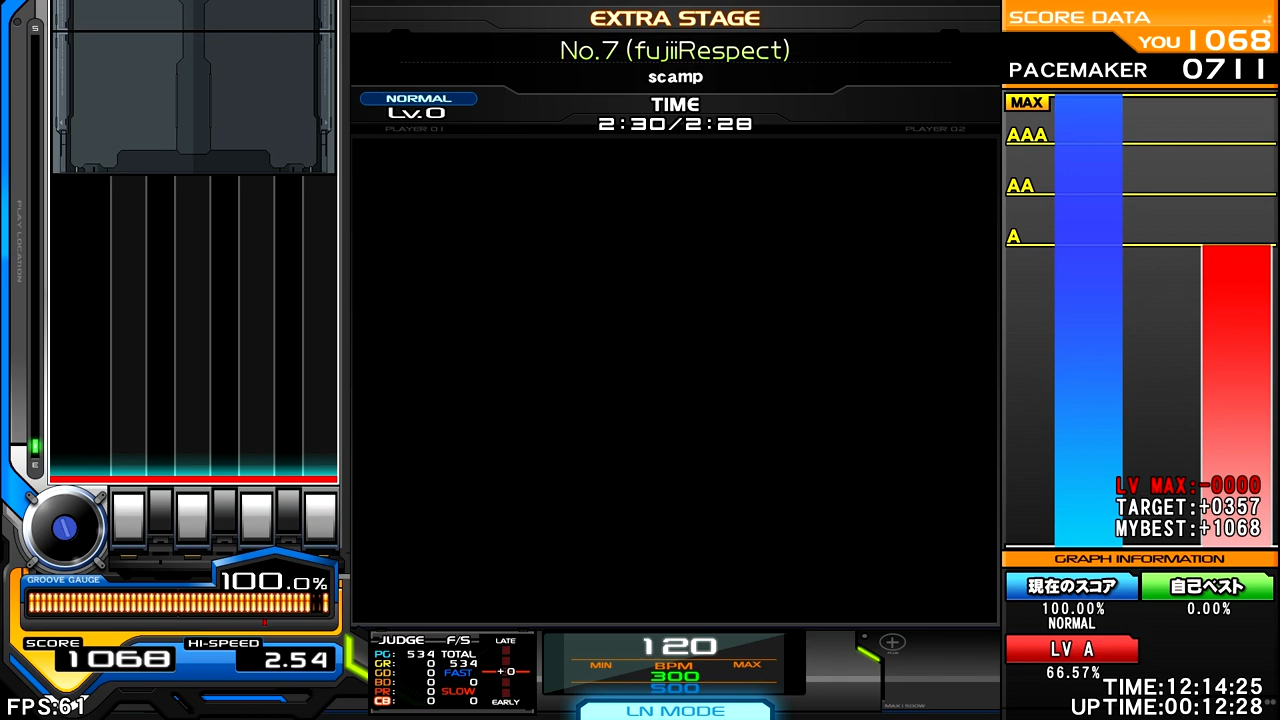 EXTRA STAGE
No.7 (fujiiRespect)
scamp
NORMAL
LV.0
TIME
2:30/2:28
PLAYER 01
PLAYER 02
S
PLAY LOCATION
E
SCORE DATA
YOU 1068
PACEMAKER 0711
MAX
AAA
AA
A
LV MAX:-0000
TARGET:+0357
MYBEST:+1068
GRAPH INFORMATION
現在のスコア 自己ベスト
100.00% 0.00%
NORMAL
LV A
66.57%
TIME:12:14:25
UP TIME:00:12:28
GROOVE GAUGE
100.0%
SCORE
1068
HI-SPEED
2.54
FPS:61
JUDGE F/S LATE
PG: 534 TOTAL
GR: 0 534
GD: 0 FAST
BD: 0 0
PR: 0 SLOW
CB: 0 0
+0
EARLY
120
MIN BPM MAX
300
500
LN MODE